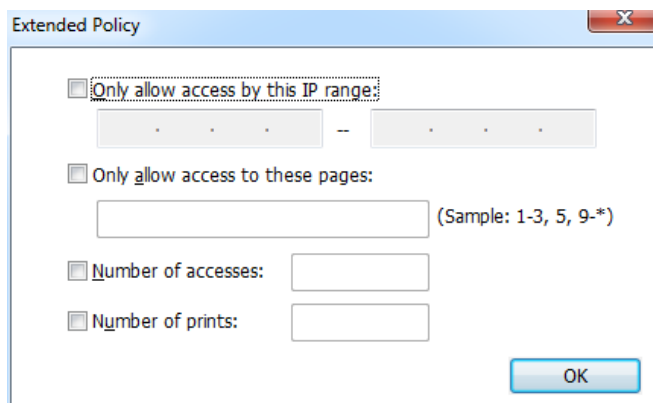 Extended Policy
Only allow access by this IP range:
. . . -- . . .
Only allow access to these pages:
(Sample: 1-3, 5, 9-*)
Number of accesses:
Number of prints:
OK